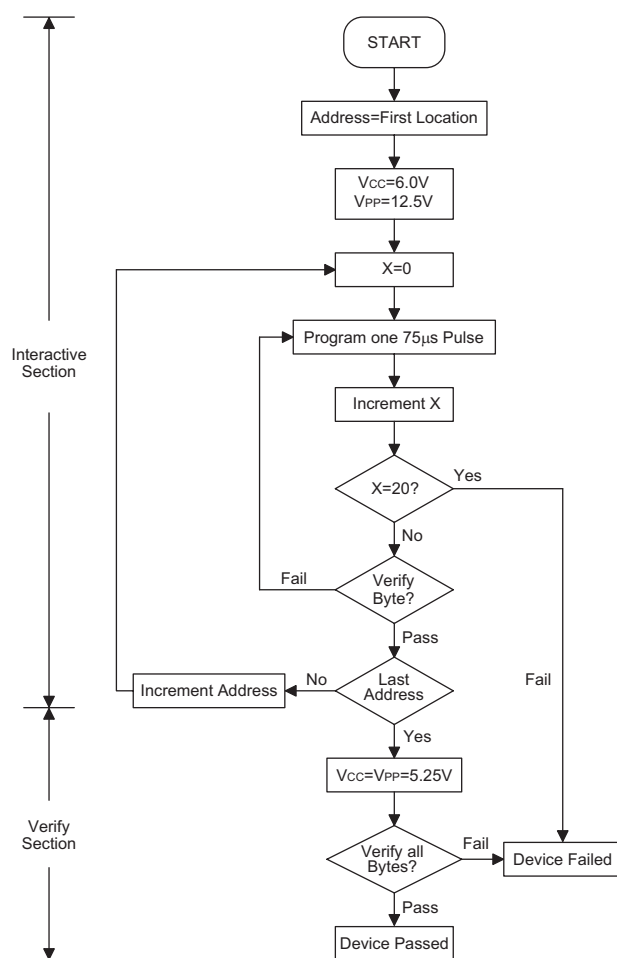 START
Address=First Location
VCC=6.0V
VPP=12.5V
X=0
Program one 75μs Pulse
Interactive
Section
Increment X
X=20?
Yes
No
Fail
Verify
Byte?
Pass
Increment Address
No
Last
Address
Fail
Yes
VCC=VPP=5.25V
Verify
Section
Verify all
Bytes?
Fail
Device Failed
Pass
Device Passed